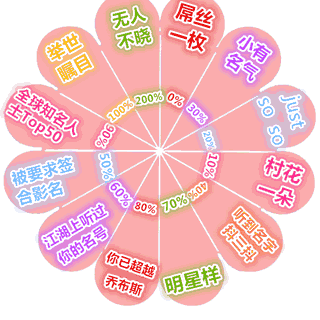 无人
不晓
200%
屌丝
一枚
0%
小有
名气
30%
just
so so
20%
村花
一朵
10%
听到名字
抖三抖
40%
明星样
70%
你已超越
乔布斯
80%
江湖上听过
你的名号
60%
被要求签
合影名
50%
全球知名人
士Top50
90%
举世
瞩目
100%